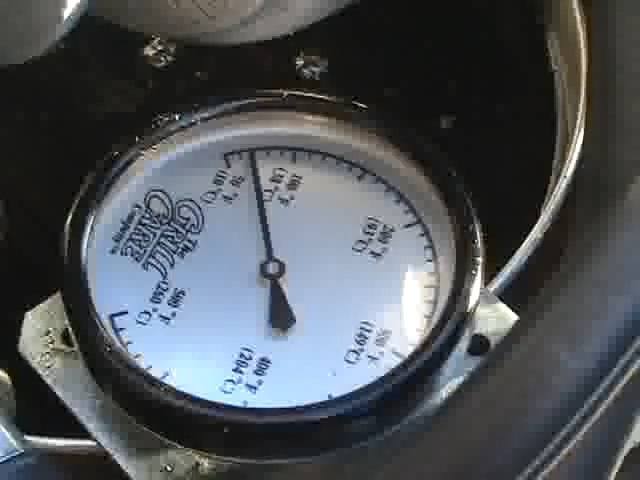 The
GRILL
CARE
Company
50°F
(10°C)
100°F
(38°C)
200°F
(93°C)
300°F
(149°C)
400°F
(204°C)
500°F
(260°C)